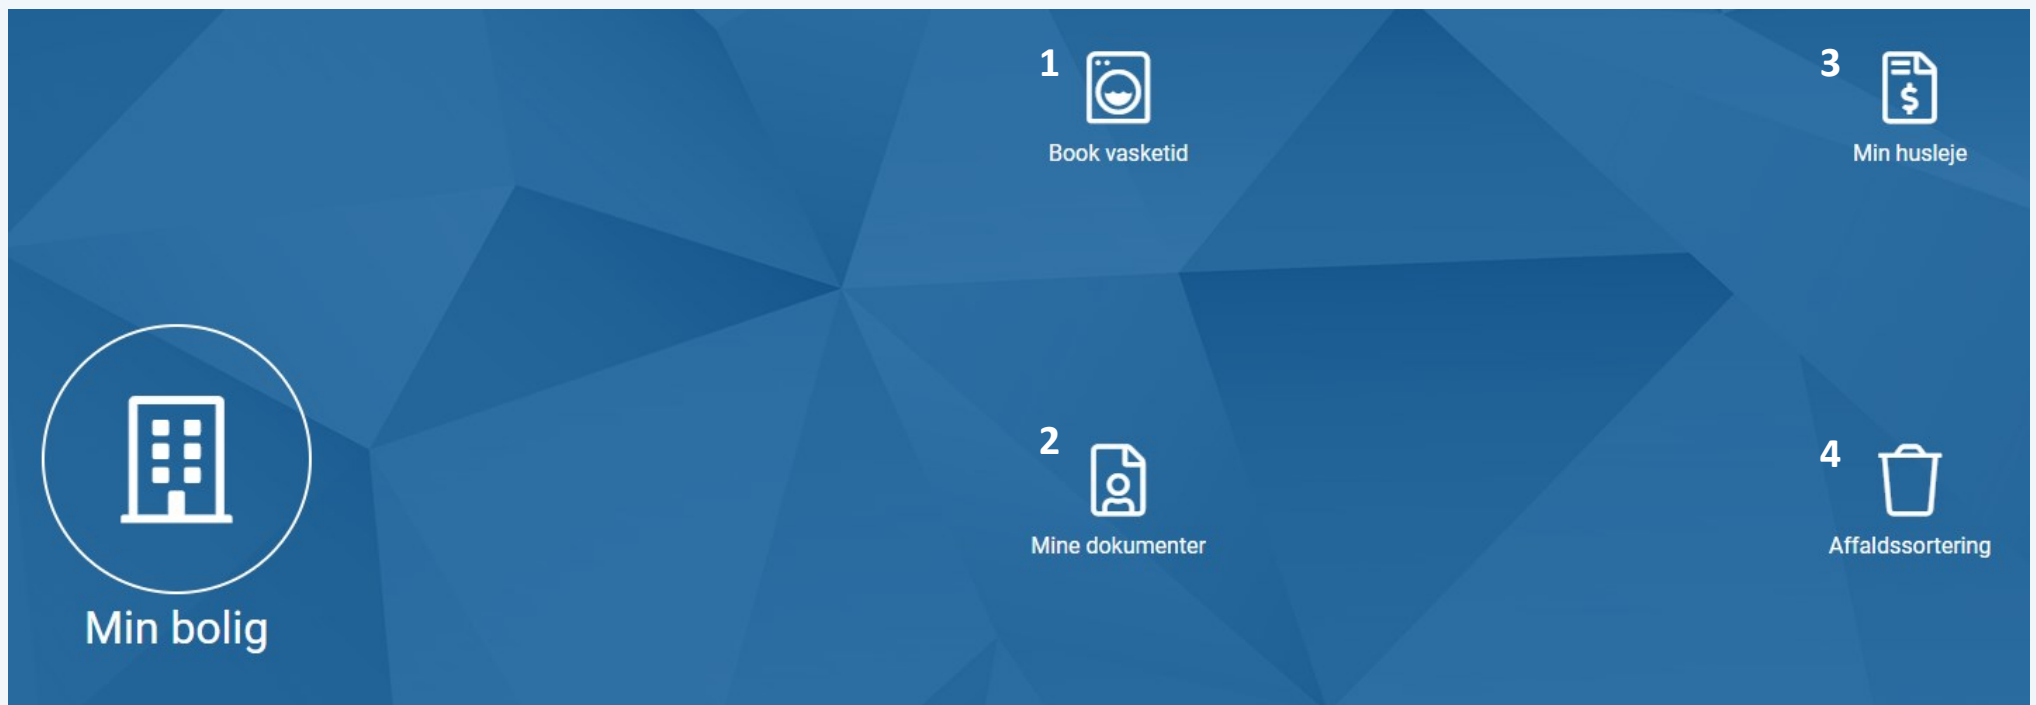 Min bolig
1
Book vasketid
2
Mine dokumenter
3
$
Min husleje
4
Affaldssortering